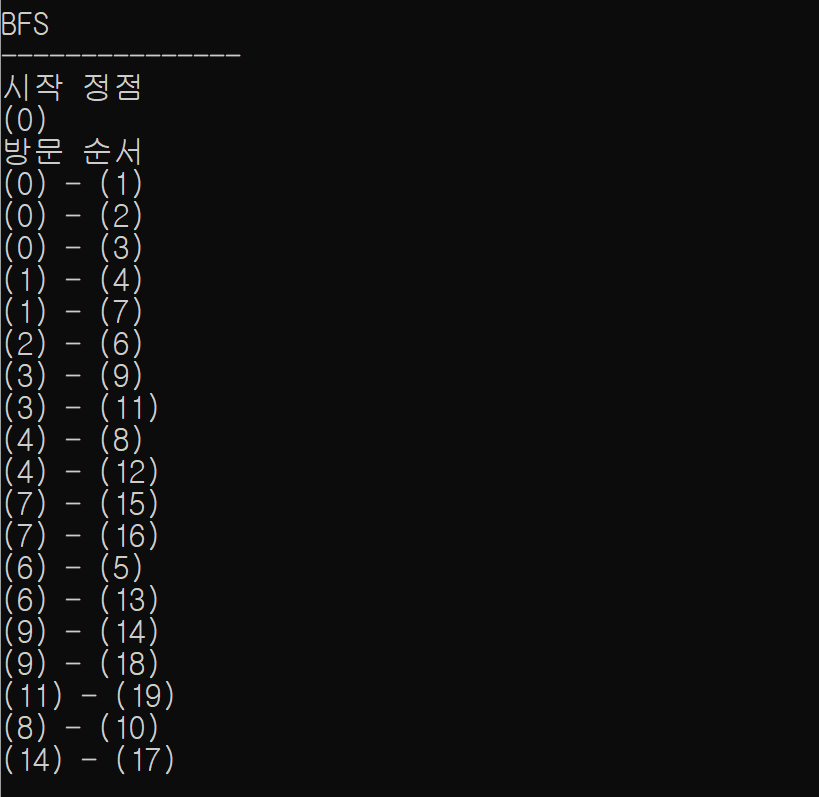 BFS
---------------
시작 정점
(0)
방문 순서
(0) - (1)
(0) - (2)
(0) - (3)
(1) - (4)
(1) - (7)
(2) - (6)
(3) - (9)
(3) - (11)
(4) - (8)
(4) - (12)
(7) - (15)
(7) - (16)
(6) - (5)
(6) - (13)
(9) - (14)
(9) - (18)
(11) - (19)
(8) - (10)
(14) - (17)